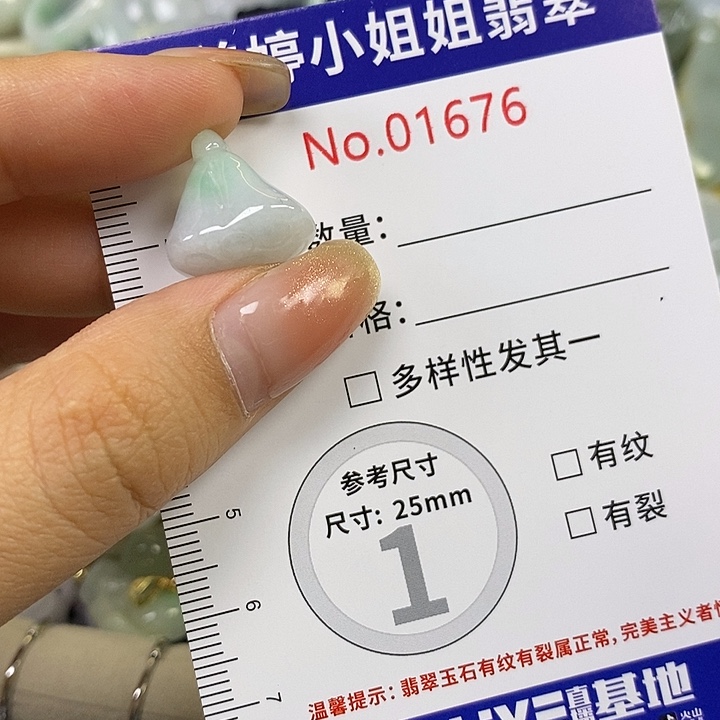 婷小姐姐翡翠
No.01676
数量:
格:
多样性发其一
参考尺寸
尺寸: 25mm
1
有纹
有裂
5
6
7
温馨提示: 翡翠玉石有纹有裂属正常, 完美主义者
基地